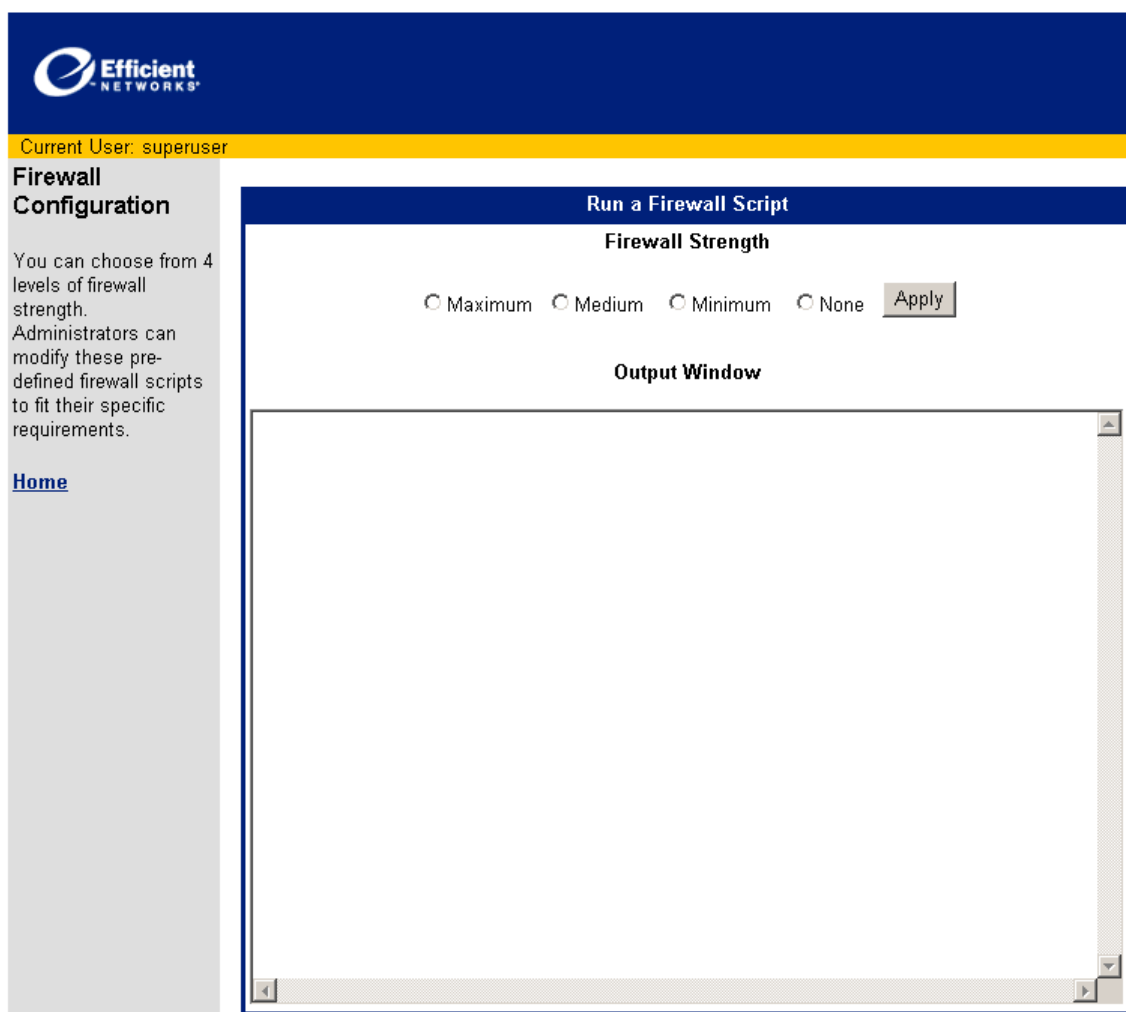 Efficient
NETWORKS
Current User: superuser
Firewall
Configuration
You can choose from 4
levels of firewall
strength.
Administrators can
modify these pre-
defined firewall scripts
to fit their specific
requirements.
Home
Run a Firewall Script
Firewall Strength
Maximum Medium Minimum None Apply
Output Window